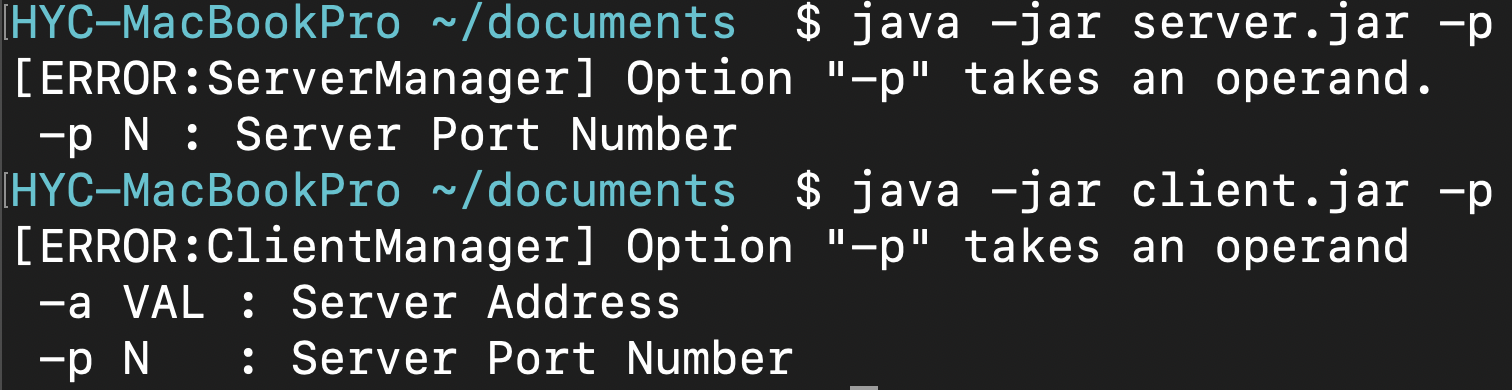 [HYC-MacBookPro ~/documents  $ java -jar server.jar -p
[ERROR:ServerManager] Option "-p" takes an operand.
 -p N : Server Port Number
[HYC-MacBookPro ~/documents  $ java -jar client.jar -p
[ERROR:ClientManager] Option "-p" takes an operand
 -a VAL : Server Address
 -p N   : Server Port Number